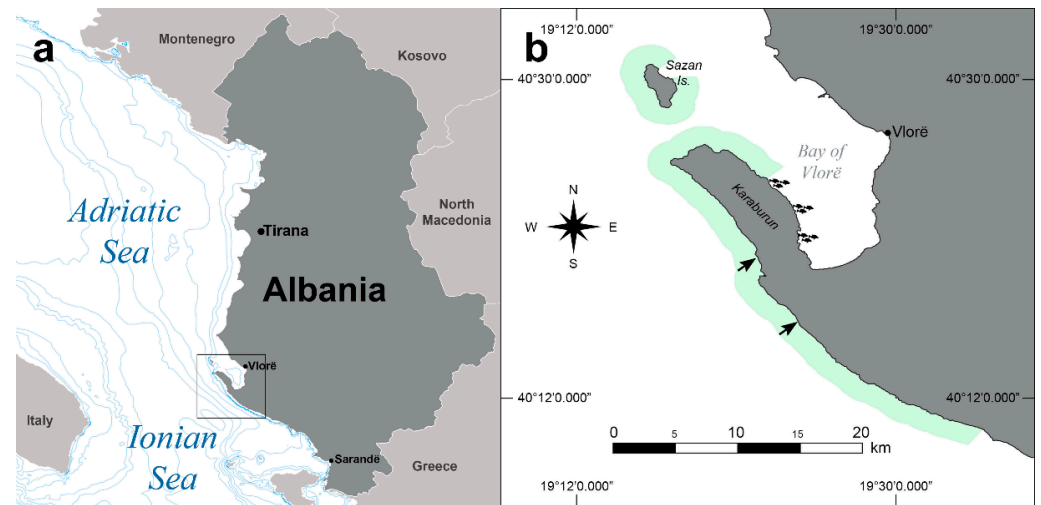 a
Montenegro
Kosovo
Adriatic
Sea
Tirana
North
Macedonia
Albania
Vlorë
Italy
Ionian
Sea
Sarandë
Greece
b
19°12'0.000"
19°30'0.000"
40°30'0.000"
40°30'0.000"
Sazan
Is.
Vlorë
Bay of
Vlorë
Karaburun
N
W
E
S
40°12'0.000"
40°12'0.000"
0
5
10
15
20
km
19°12'0.000"
19°30'0.000"